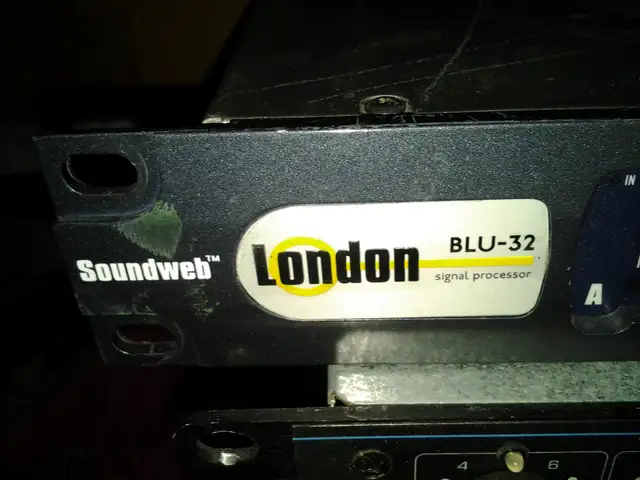 Soundweb™
London
BLU-32
signal processor
IN
A
4 6